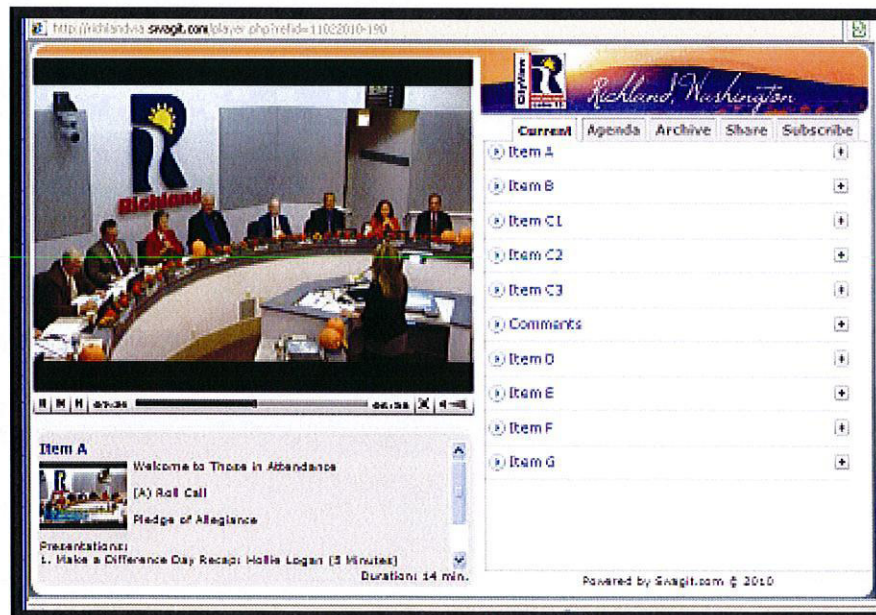 http://richlandwa.swagit.com/player.php?refid=11022010-190
CityView
Richland, Washington
Current Agenda Archive Share Subscribe
Richland
Item A
Item B
Item C1
Item C2
Item C3
Comments
Item D
Item E
Item F
Item G
Item A
Welcome to Those in Attendance
(A) Roll Call
Pledge of Allegiance
Presentations:
1. Make a Difference Day Recap: Hollie Logan (5 Minutes)
Duration: 14 min.
Powered by Swagit.com © 2010